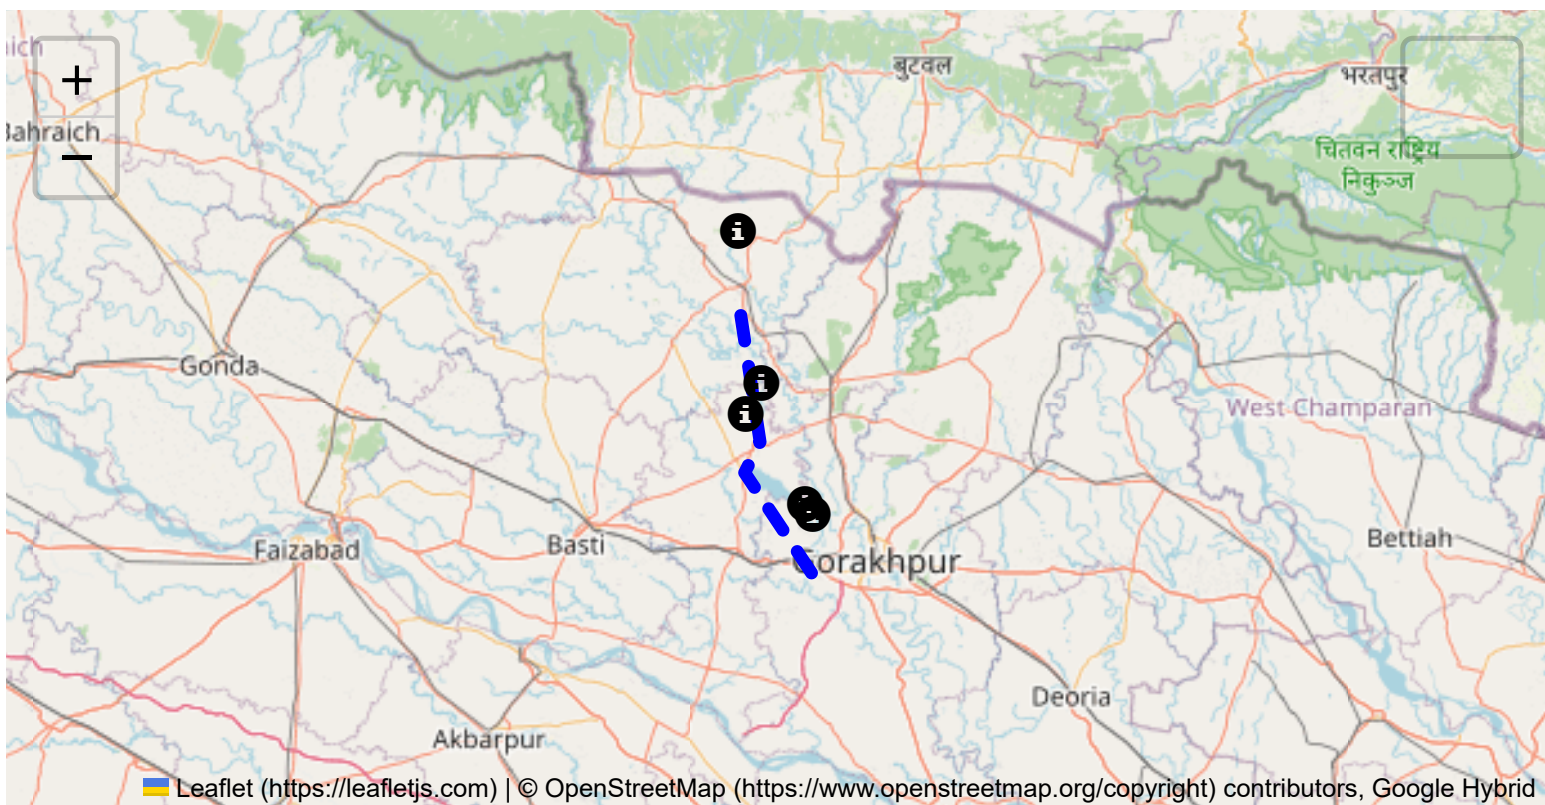 aich
+
Bahraich
−
बुटवल
भरतपुर
चितवन राष्ट्रिय
निकुञ्ज
i
Gonda
i
i
West Champaran
Faizabad
Basti
Gorakhpur
Bettiah
Deoria
Akbarpur
Leaflet (https://leafletjs.com) | © OpenStreetMap (https://www.openstreetmap.org/copyright) contributors, Google Hybrid